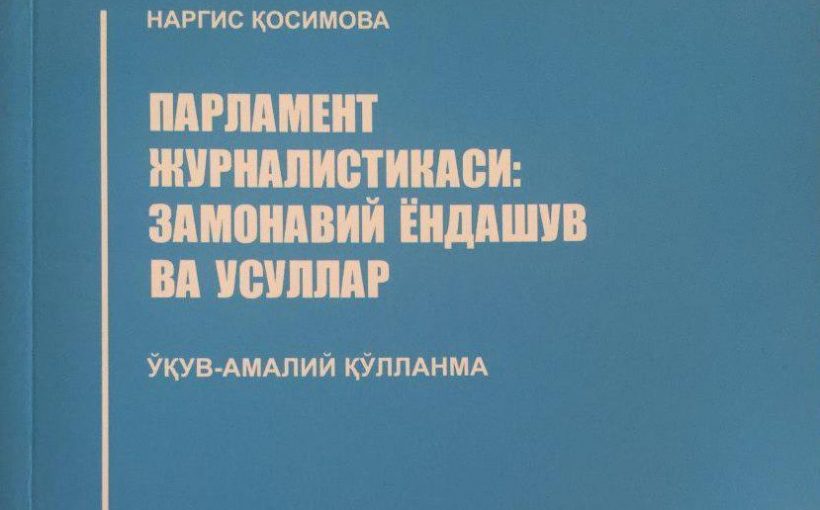 НАРГИС ҚОСИМОВА
ПАРЛАМЕНТ
ЖУРНАЛИСТИКАСИ:
ЗАМОНАВИЙ ЁНДАШУВ
ВА УСУЛЛАР
ЎҚУВ-АМАЛИЙ ҚЎЛЛАНМА